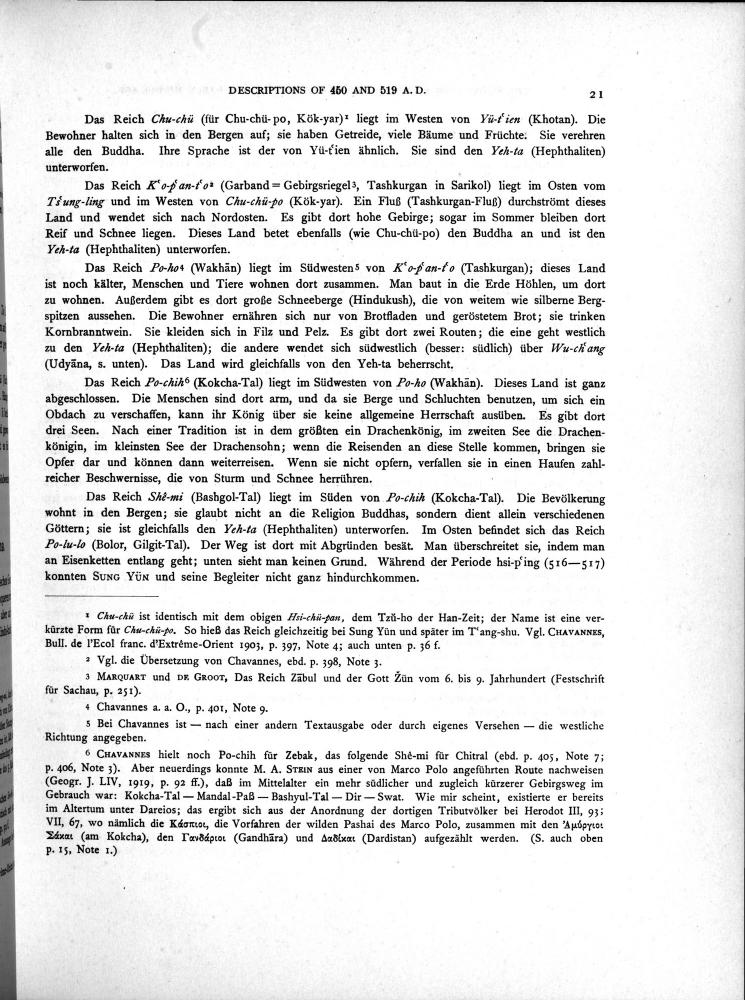 DESCRIPTIONS OF 450 AND 519 A. D.
21
Das Reich Chu-chü (für Chu-chü-po, Kök-yar)¹ liegt im Westen von Yü-t‘ien (Khotan). Die
Bewohner halten sich in den Bergen auf; sie haben Getreide, viele Bäume und Früchte. Sie verehren
alle den Buddha. Ihre Sprache ist der von Yü-t‘ien ähnlich. Sie sind den Yeh-ta (Hephthaliten)
unterworfen.
Das Reich K‘o-p‘an-t‘o² (Garband = Gebirgsriegel³, Tashkurgan in Sarikol) liegt im Osten vom
Ts‘ung-ling und im Westen von Chu-chü-po (Kök-yar). Ein Fluß (Tashkurgan-Fluß) durchströmt dieses
Land und wendet sich nach Nordosten. Es gibt dort hohe Gebirge; sogar im Sommer bleiben dort
Reif und Schnee liegen. Dieses Land betet ebenfalls (wie Chu-chü-po) den Buddha an und ist den
Yeh-ta (Hephthaliten) unterworfen.
Das Reich Po-ho⁴ (Wakhān) liegt im Südwesten⁵ von K‘o-p‘an-t‘o (Tashkurgan); dieses Land
ist noch kälter, Menschen und Tiere wohnen dort zusammen. Man baut in die Erde Höhlen, um dort
zu wohnen. Außerdem gibt es dort große Schneeberge (Hindukush), die von weitem wie silberne Berg-
spitzen aussehen. Die Bewohner ernähren sich nur von Brotfladen und geröstetem Brot; sie trinken
Kornbranntwein. Sie kleiden sich in Filz und Pelz. Es gibt dort zwei Routen; die eine geht westlich
zu den Yeh-ta (Hephthaliten); die andere wendet sich südwestlich (besser: südlich) über Wu-ch‘ang
(Udyāna, s. unten). Das Land wird gleichfalls von den Yeh-ta beherrscht.
Das Reich Po-chih⁶ (Kokcha-Tal) liegt im Südwesten von Po-ho (Wakhān). Dieses Land ist ganz
abgeschlossen. Die Menschen sind dort arm, und da sie Berge und Schluchten benutzen, um sich ein
Obdach zu verschaffen, kann ihr König über sie keine allgemeine Herrschaft ausüben. Es gibt dort
drei Seen. Nach einer Tradition ist in dem größten ein Drachenkönig, im zweiten See die Drachen-
königin, im kleinsten See der Drachensohn; wenn die Reisenden an diese Stelle kommen, bringen sie
Opfer dar und können dann weiterreisen. Wenn sie nicht opfern, verfallen sie in einen Haufen zahl-
reicher Beschwernisse, die von Sturm und Schnee herrühren.
Das Reich Shê-mi (Bashgol-Tal) liegt im Süden von Po-chih (Kokcha-Tal). Die Bevölkerung
wohnt in den Bergen; sie glaubt nicht an die Religion Buddhas, sondern dient allein verschiedenen
Göttern; sie ist gleichfalls den Yeh-ta (Hephthaliten) unterworfen. Im Osten befindet sich das Reich
Po-lu-lo (Bolor, Gilgit-Tal). Der Weg ist dort mit Abgründen besät. Man überschreitet sie, indem man
an Eisenketten entlang geht; unten sieht man keinen Grund. Während der Periode hsi-p‘ing (516—517)
konnten SUNG YÜN und seine Begleiter nicht ganz hindurchkommen.
¹ Chu-chü ist identisch mit dem obigen Hsi-chü-pan, dem Tzŭ-ho der Han-Zeit; der Name ist eine ver-
kürzte Form für Chu-chü-po. So hieß das Reich gleichzeitig bei Sung Yün und später im T‘ang-shu. Vgl. CHAVANNES,
Bull. de l’Ecol franc. d’Extrême-Orient 1903, p. 397, Note 4; auch unten p. 36 f.
² Vgl. die Übersetzung von Chavannes, ebd. p. 398, Note 3.
³ MARQUART und DE GROOT, Das Reich Zābul und der Gott Žūn vom 6. bis 9. Jahrhundert (Festschrift
für Sachau, p. 251).
⁴ Chavannes a. a. O., p. 401, Note 9.
⁵ Bei Chavannes ist — nach einer andern Textausgabe oder durch eigenes Versehen — die westliche
Richtung angegeben.
⁶ CHAVANNES hielt noch Po-chih für Zebak, das folgende Shê-mi für Chitral (ebd. p. 405, Note 7;
p. 406, Note 3). Aber neuerdings konnte M. A. STEIN aus einer von Marco Polo angeführten Route nachweisen
(Geogr. J. LIV, 1919, p. 92 ff.), daß im Mittelalter ein mehr südlicher und zugleich kürzerer Gebirgsweg im
Gebrauch war: Kokcha-Tal — Mandal-Paß — Bashyul-Tal — Dir — Swat. Wie mir scheint, existierte er bereits
im Altertum unter Dareios; das ergibt sich aus der Anordnung der dortigen Tributvölker bei Herodot III, 93;
VII, 67, wo nämlich die Κάσπιοι, die Vorfahren der wilden Pashai des Marco Polo, zusammen mit den Ἀμύργιοι
Σάκαι (am Kokcha), den Γανδάριοι (Gandhāra) und Δαδίκαι (Dardistan) aufgezählt werden. (S. auch oben
p. 15, Note 1.)